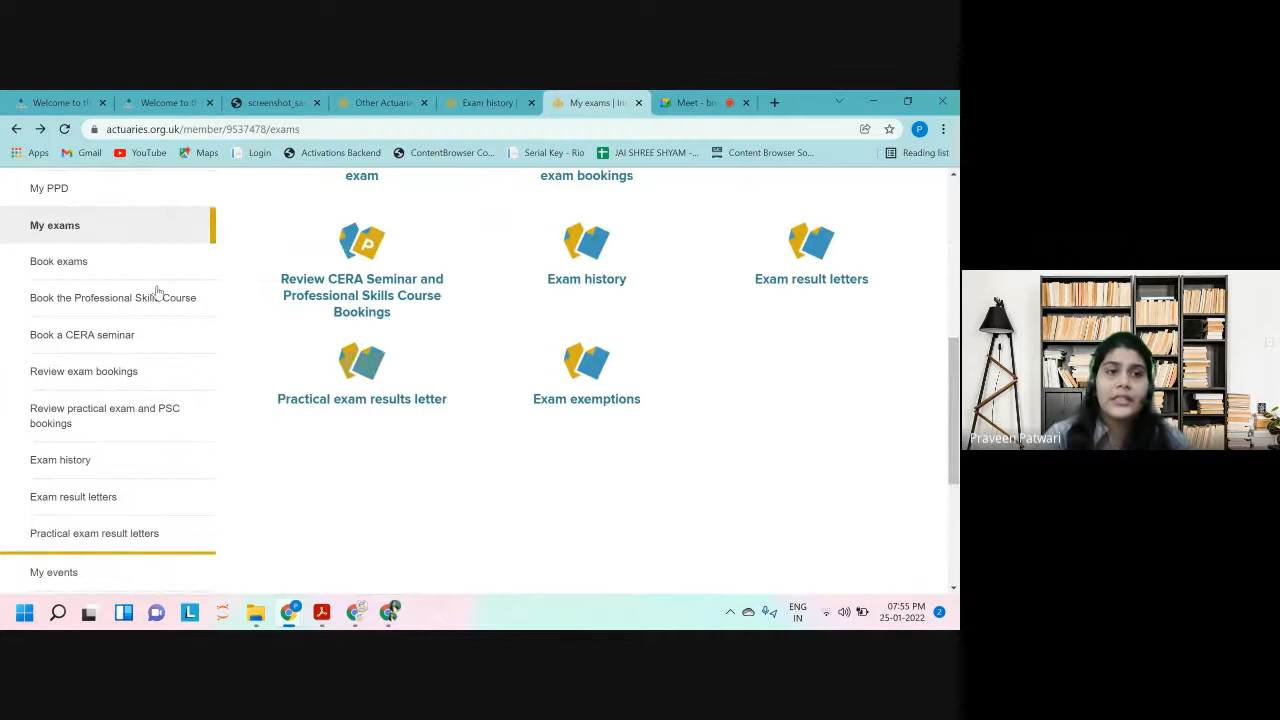 Welcome to th
Welcome to th
screenshot_sa
Other Actuarie
Exam history |
My exams | In
Meet - br
actuaries.org.uk/member/9537478/exams
P
Apps
Gmail
YouTube
Maps
Login
Activations Backend
ContentBrowser Co...
Serial Key - Rio
JAI SHREE SHYAM -...
Content Browser So...
Reading list
My PPD
My exams
Book exams
Book the Professional Skills Course
Book a CERA seminar
Review exam bookings
Review practical exam and PSC
bookings
Exam history
Exam result letters
Practical exam result letters
My events
exam
exam bookings
P
Review CERA Seminar and
Professional Skills Course
Bookings
Exam history
Exam result letters
Practical exam results letter
Exam exemptions
Praveen Patwari
L
P
ENG
IN
07:55 PM
25-01-2022
2